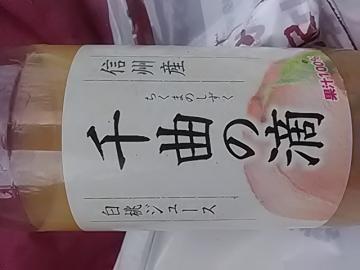 信州産
ちくまのしずく
千曲の滴
白桃ジュース
果汁100%